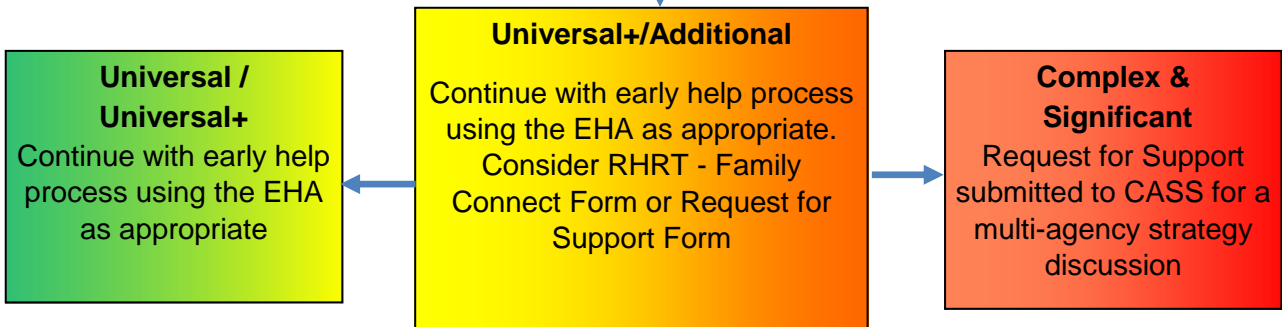 Universal /
Universal+
Continue with early help
process using the EHA
as appropriate
Universal+/Additional
Continue with early help process
using the EHA as appropriate.
Consider RHRT - Family
Connect Form or Request for
Support Form
Complex &
Significant
Request for Support
submitted to CASS for a
multi-agency strategy
discussion